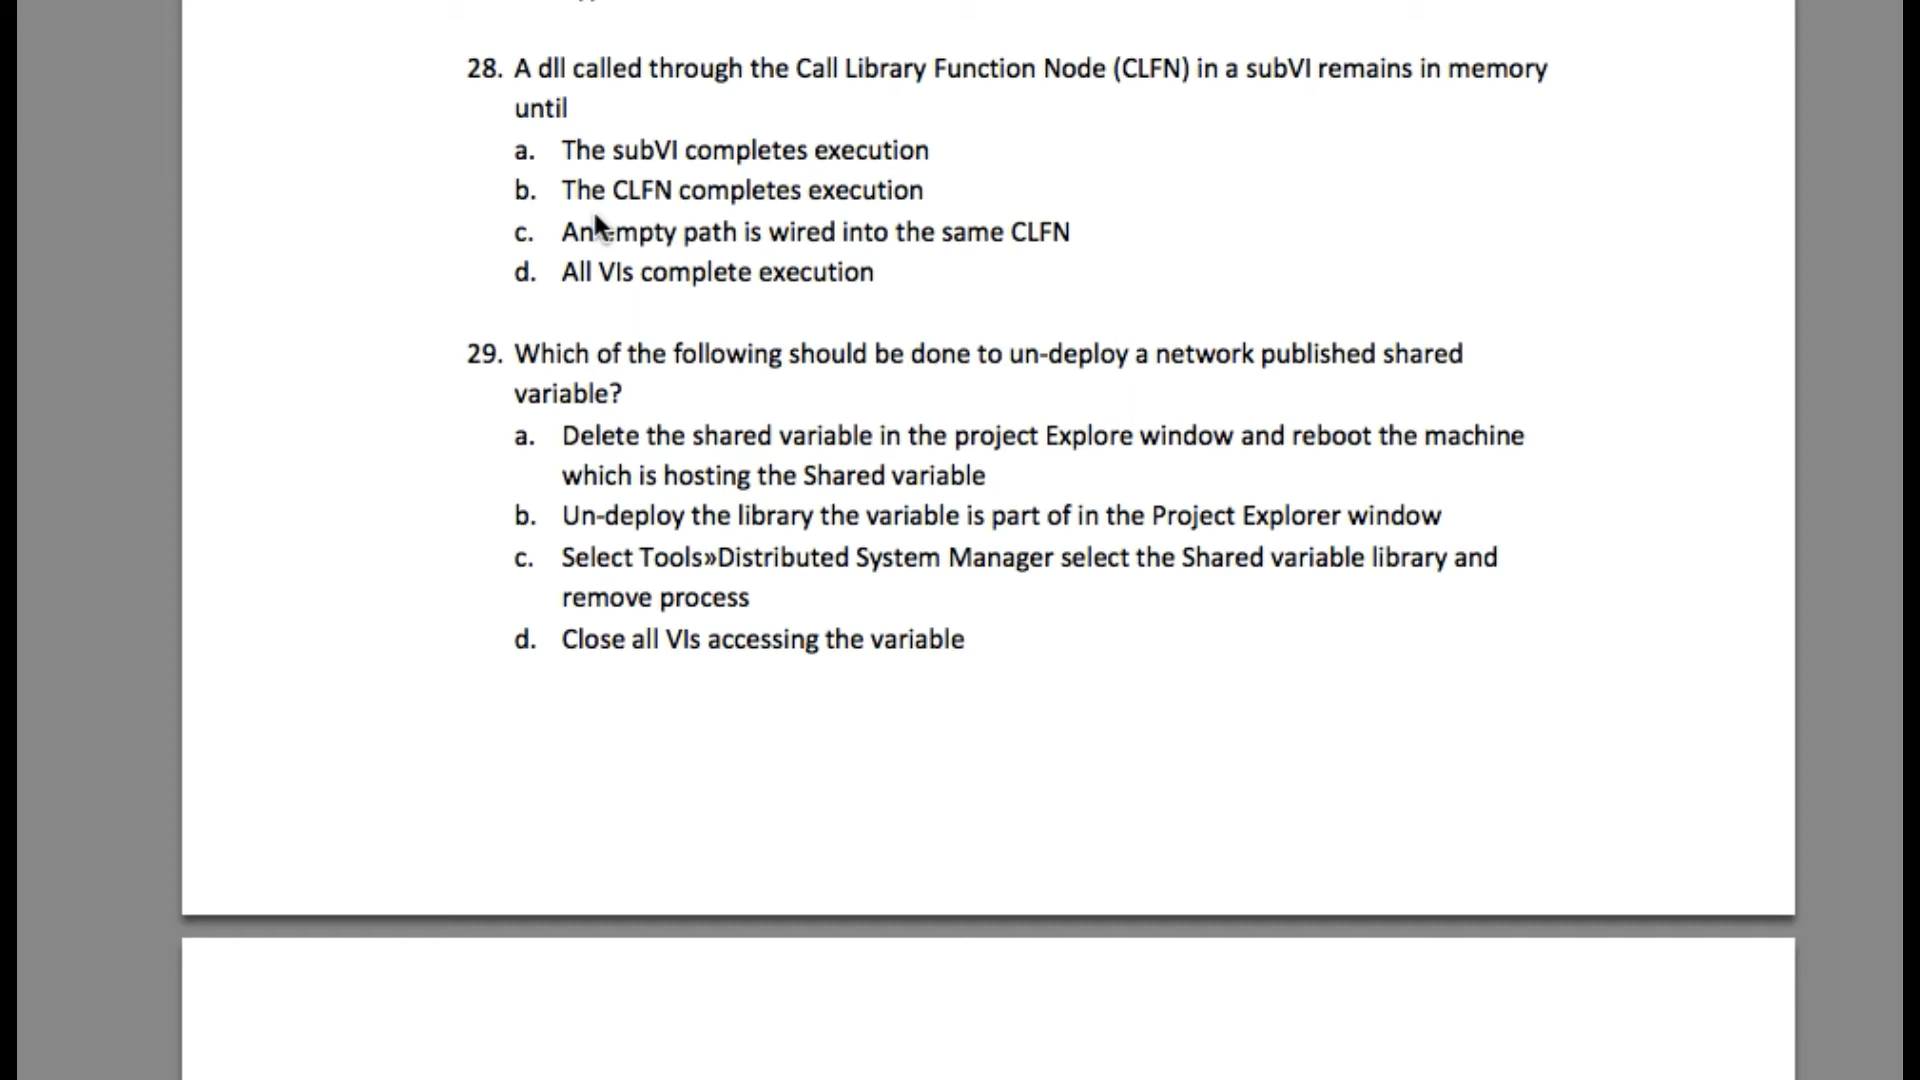 28. A dll called through the Call Library Function Node (CLFN) in a subVI remains in memory
until
a. The subVI completes execution
b. The CLFN completes execution
c. An empty path is wired into the same CLFN
d. All VIs complete execution
29. Which of the following should be done to un-deploy a network published shared
variable?
a. Delete the shared variable in the project Explore window and reboot the machine
which is hosting the Shared variable
b. Un-deploy the library the variable is part of in the Project Explorer window
c. Select Tools»Distributed System Manager select the Shared variable library and
remove process
d. Close all VIs accessing the variable